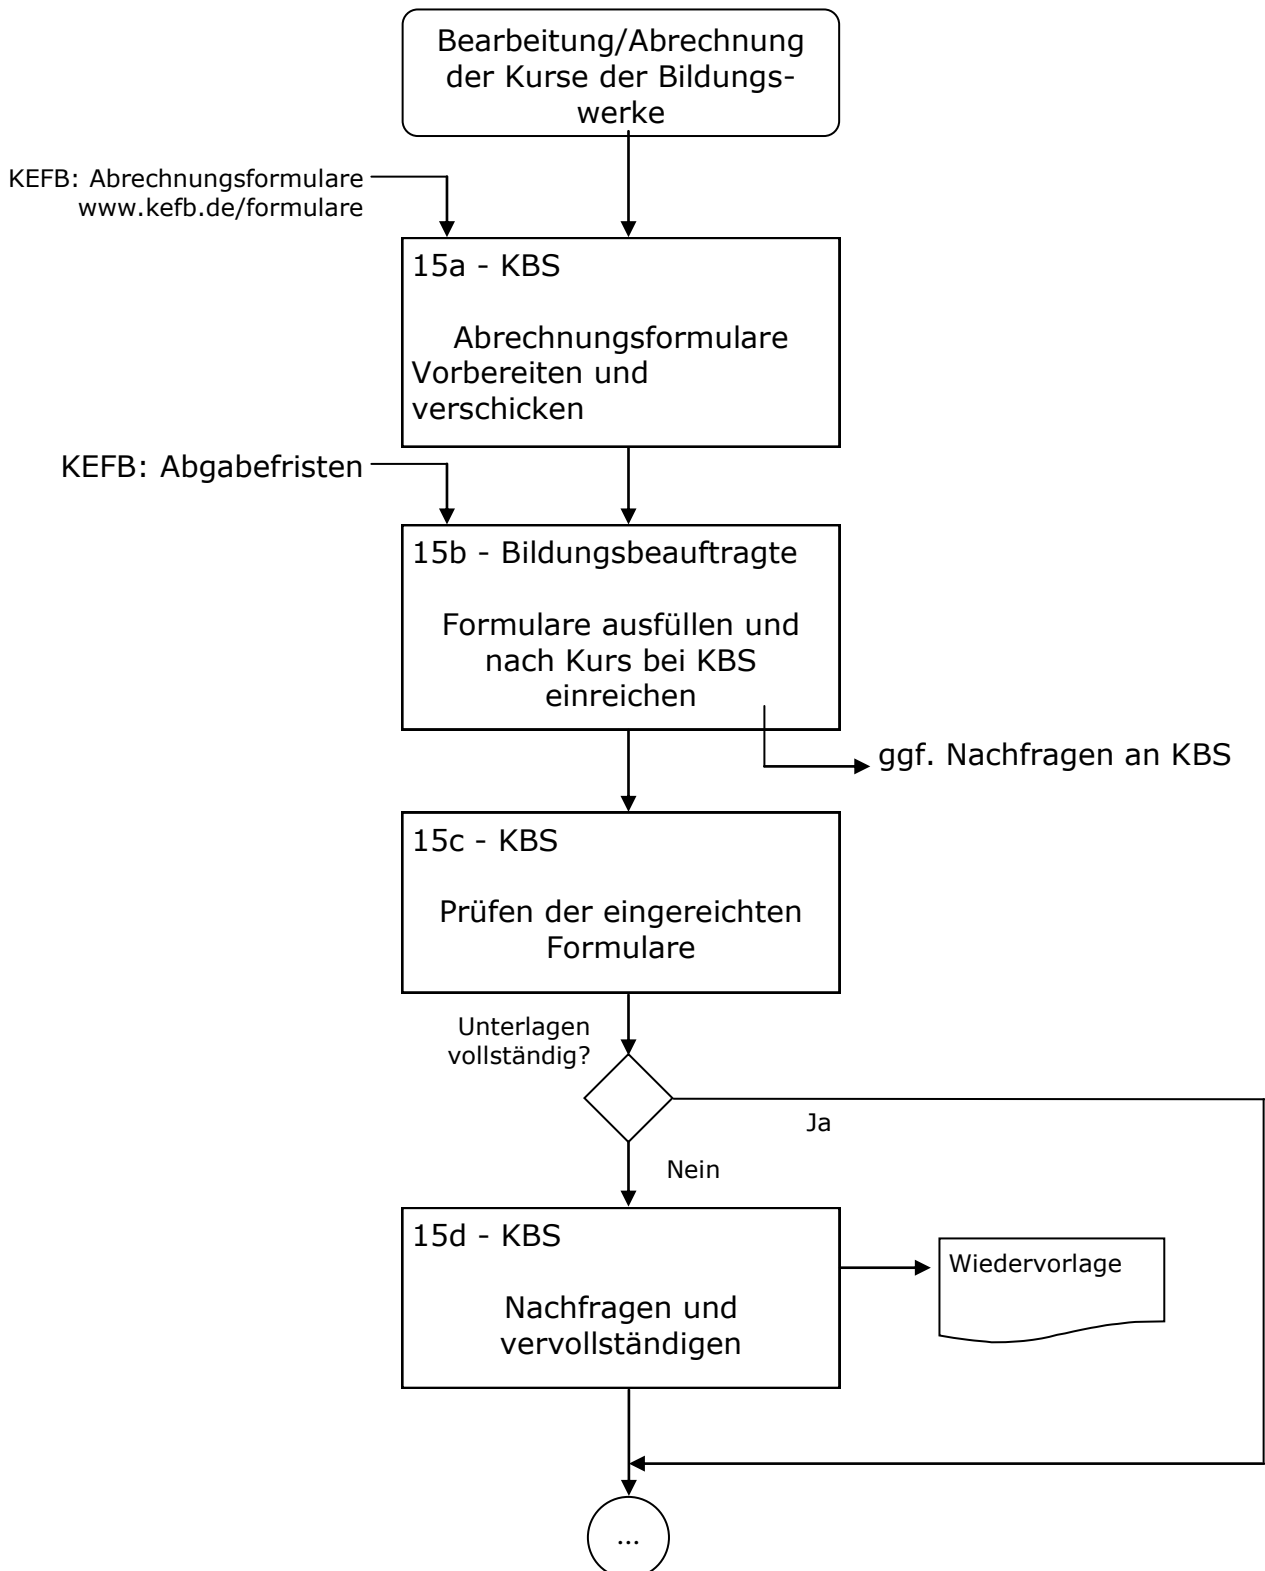 Bearbeitung/Abrechnung
der Kurse der Bildungs-
werke
KEFB: Abrechnungsformulare
www.kefb.de/formulare
15a - KBS
Abrechnungsformulare
Vorbereiten und
verschicken
KEFB: Abgabefristen
15b - Bildungsbeauftragte
Formulare ausfüllen und
nach Kurs bei KBS
einreichen
ggf. Nachfragen an KBS
15c - KBS
Prüfen der eingereichten
Formulare
Unterlagen
vollständig?
Ja
Nein
15d - KBS
Nachfragen und
vervollständigen
Wiedervorlage
...